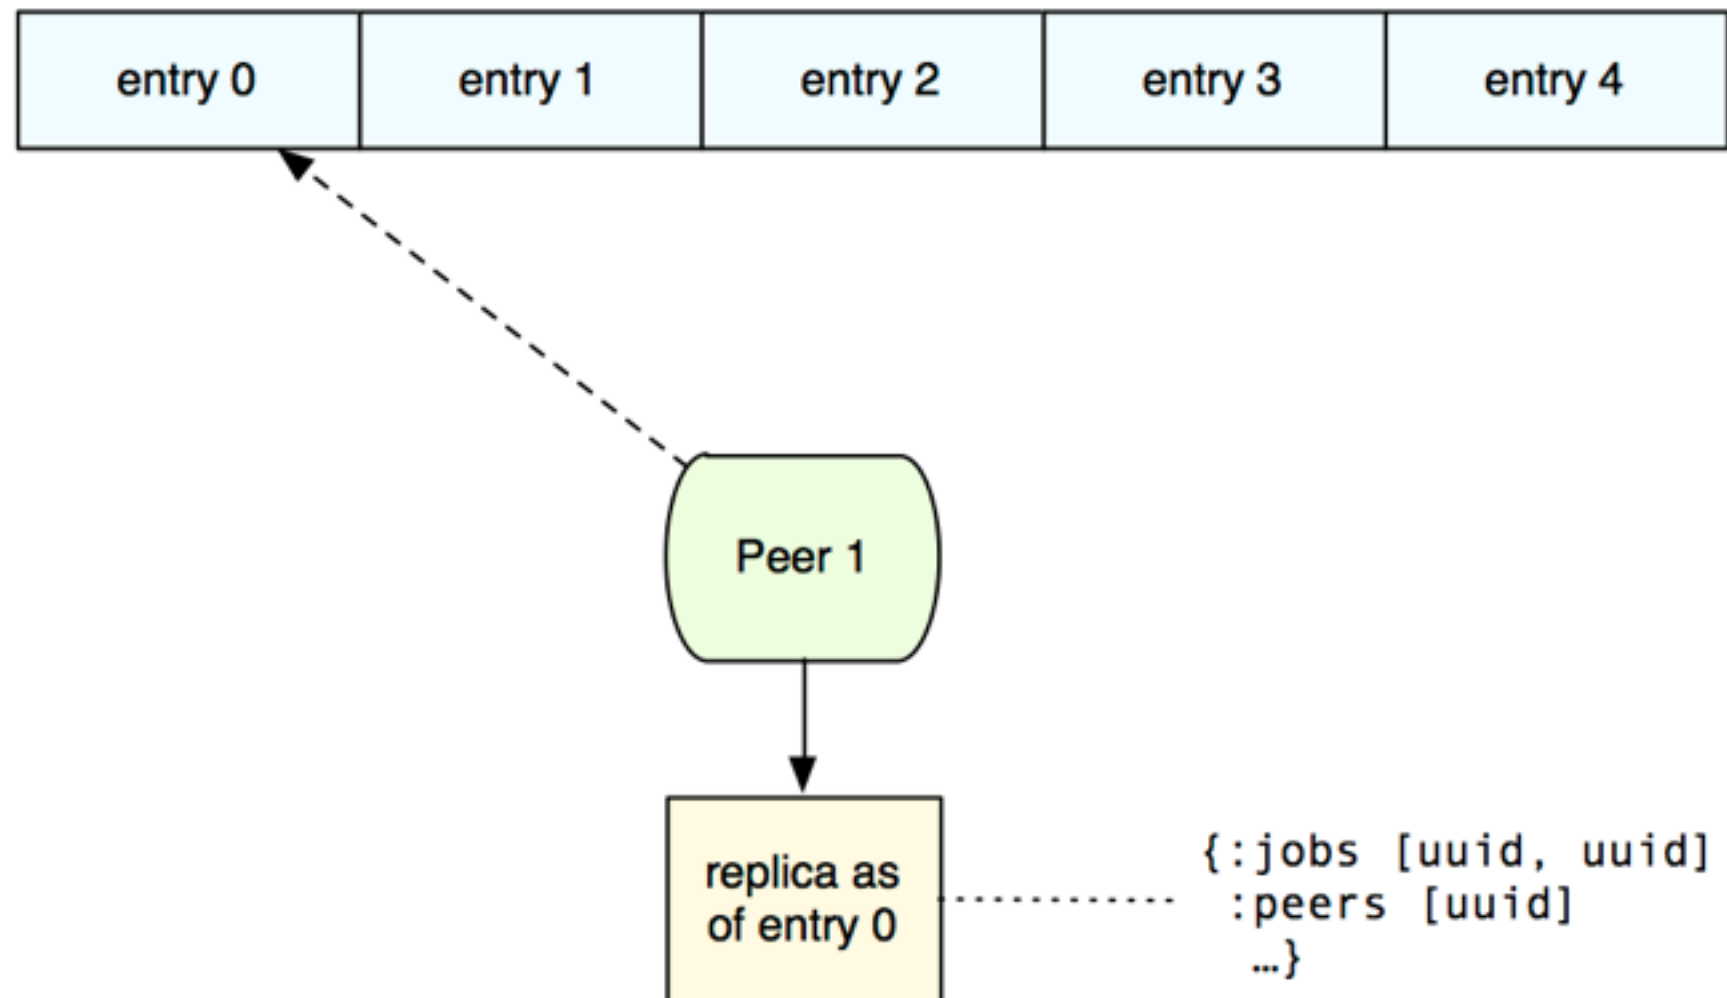 entry 0
entry 1
entry 2
entry 3
entry 4
Peer 1
replica as
of entry 0
{:jobs [uuid, uuid]
:peers [uuid]
…}